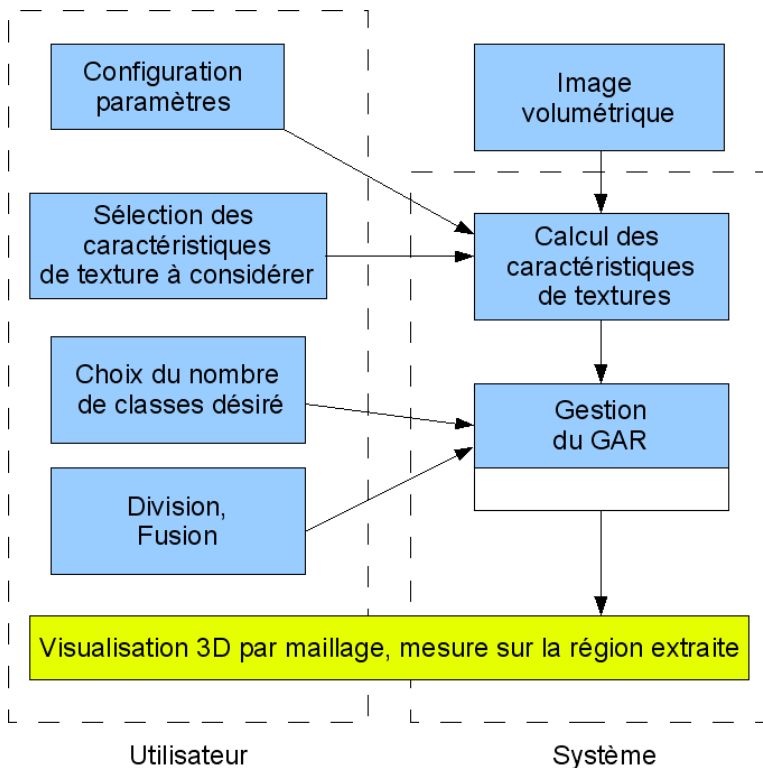 Configuration
paramètres
Image
volumétrique
Sélection des
caractéristiques
de texture à considérer
Calcul des
caractéristiques
de textures
Choix du nombre
de classes désiré
Gestion
du GAR
Division,
Fusion
Visualisation 3D par maillage, mesure sur la région extraite
Utilisateur
Système